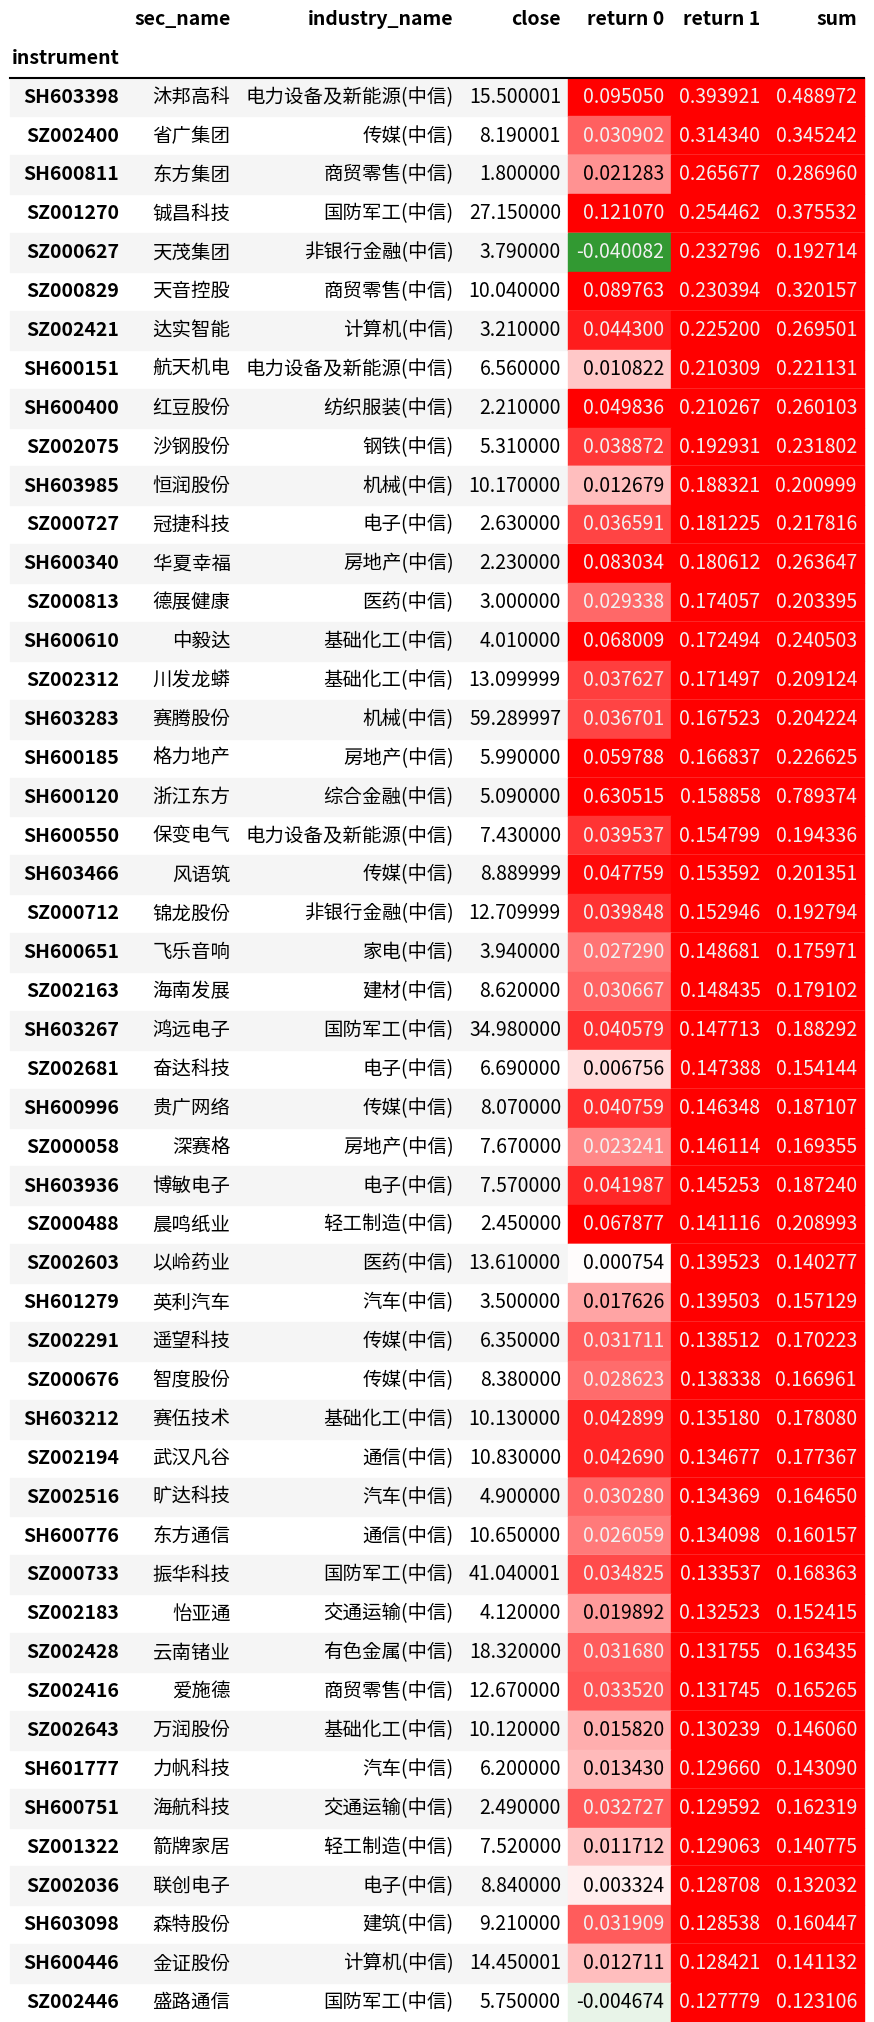 sec_name industry_name close return 0 return 1 sum
instrument
SH603398 沐邦高科 电力设备及新能源(中信) 15.500001 0.095050 0.393921 0.488972
SZ002400 省广集团 传媒(中信) 8.190001 0.030902 0.314340 0.345242
SH600811 东方集团 商贸零售(中信) 1.800000 0.021283 0.265677 0.286960
SZ001270 铖昌科技 国防军工(中信) 27.150000 0.121070 0.254462 0.375532
SZ000627 天茂集团 非银行金融(中信) 3.790000 -0.040082 0.232796 0.192714
SZ000829 天音控股 商贸零售(中信) 10.040000 0.089763 0.230394 0.320157
SZ002421 达实智能 计算机(中信) 3.210000 0.044300 0.225200 0.269501
SH600151 航天机电 电力设备及新能源(中信) 6.560000 0.010822 0.210309 0.221131
SH600400 红豆股份 纺织服装(中信) 2.210000 0.049836 0.210267 0.260103
SZ002075 沙钢股份 钢铁(中信) 5.310000 0.038872 0.192931 0.231802
SH603985 恒润股份 机械(中信) 10.170000 0.012679 0.188321 0.200999
SZ000727 冠捷科技 电子(中信) 2.630000 0.036591 0.181225 0.217816
SH600340 华夏幸福 房地产(中信) 2.230000 0.083034 0.180612 0.263647
SZ000813 德展健康 医药(中信) 3.000000 0.029338 0.174057 0.203395
SH600610 中毅达 基础化工(中信) 4.010000 0.068009 0.172494 0.240503
SZ002312 川发龙蟒 基础化工(中信) 13.099999 0.037627 0.171497 0.209124
SH603283 赛腾股份 机械(中信) 59.289997 0.036701 0.167523 0.204224
SH600185 格力地产 房地产(中信) 5.990000 0.059788 0.166837 0.226625
SH600120 浙江东方 综合金融(中信) 5.090000 0.630515 0.158858 0.789374
SH600550 保变电气 电力设备及新能源(中信) 7.430000 0.039537 0.154799 0.194336
SH603466 风语筑 传媒(中信) 8.889999 0.047759 0.153592 0.201351
SZ000712 锦龙股份 非银行金融(中信) 12.709999 0.039848 0.152946 0.192794
SH600651 飞乐音响 家电(中信) 3.940000 0.027290 0.148681 0.175971
SZ002163 海南发展 建材(中信) 8.620000 0.030667 0.148435 0.179102
SH603267 鸿远电子 国防军工(中信) 34.980000 0.040579 0.147713 0.188292
SZ002681 奋达科技 电子(中信) 6.690000 0.006756 0.147388 0.154144
SH600996 贵广网络 传媒(中信) 8.070000 0.040759 0.146348 0.187107
SZ000058 深赛格 房地产(中信) 7.670000 0.023241 0.146114 0.169355
SH603936 博敏电子 电子(中信) 7.570000 0.041987 0.145253 0.187240
SZ000488 晨鸣纸业 轻工制造(中信) 2.450000 0.067877 0.141116 0.208993
SZ002603 以岭药业 医药(中信) 13.610000 0.000754 0.139523 0.140277
SH601279 英利汽车 汽车(中信) 3.500000 0.017626 0.139503 0.157129
SZ002291 遥望科技 传媒(中信) 6.350000 0.031711 0.138512 0.170223
SZ000676 智度股份 传媒(中信) 8.380000 0.028623 0.138338 0.166961
SH603212 赛伍技术 基础化工(中信) 10.130000 0.042899 0.135180 0.178080
SZ002194 武汉凡谷 通信(中信) 10.830000 0.042690 0.134677 0.177367
SZ002516 旷达科技 汽车(中信) 4.900000 0.030280 0.134369 0.164650
SH600776 东方通信 通信(中信) 10.650000 0.026059 0.134098 0.160157
SZ000733 振华科技 国防军工(中信) 41.040001 0.034825 0.133537 0.168363
SZ002183 怡亚通 交通运输(中信) 4.120000 0.019892 0.132523 0.152415
SZ002428 云南锗业 有色金属(中信) 18.320000 0.031680 0.131755 0.163435
SZ002416 爱施德 商贸零售(中信) 12.670000 0.033520 0.131745 0.165265
SZ002643 万润股份 基础化工(中信) 10.120000 0.015820 0.130239 0.146060
SH601777 力帆科技 汽车(中信) 6.200000 0.013430 0.129660 0.143090
SH600751 海航科技 交通运输(中信) 2.490000 0.032727 0.129592 0.162319
SZ001322 箭牌家居 轻工制造(中信) 7.520000 0.011712 0.129063 0.140775
SZ002036 联创电子 电子(中信) 8.840000 0.003324 0.128708 0.132032
SH603098 森特股份 建筑(中信) 9.210000 0.031909 0.128538 0.160447
SH600446 金证股份 计算机(中信) 14.450001 0.012711 0.128421 0.141132
SZ002446 盛路通信 国防军工(中信) 5.750000 -0.004674 0.127779 0.123106